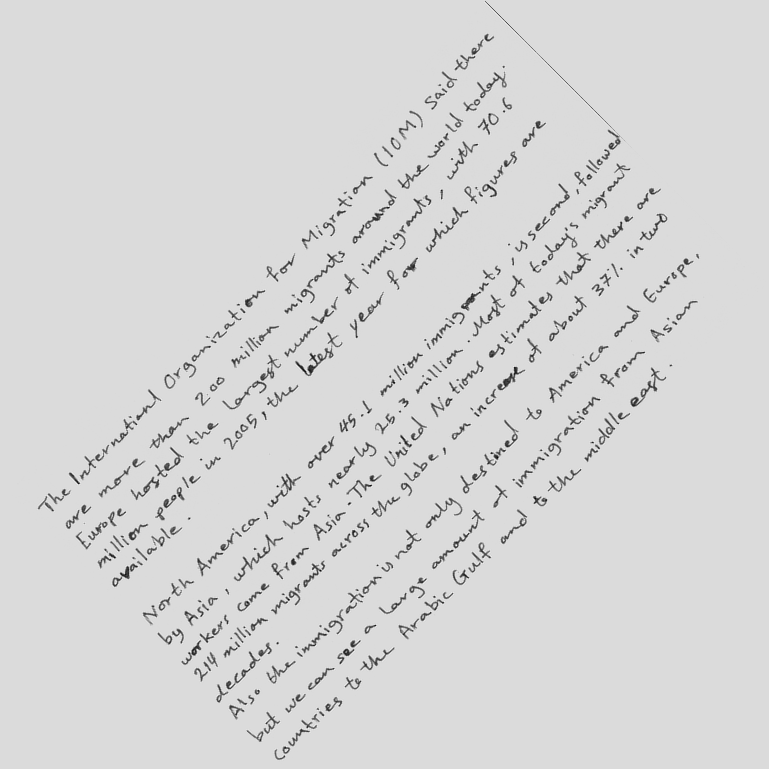 The Internationl Organization for Migration (IOM) said there
are more than 200 million migrants around the world today.
Europe hosted the largest number of immigrants, with 70.6
million people in 2005, the latest year for which figures are
available.
North America, with over 45.1 million immigrants, is second, followed
by Asia, which hosts nearly 25.3 million. Most of today's migrant
workers come from Asia. The United Nations estimates that there are
214 million migrants across the globe, an increase of about 37% in two
decades.
Also the immigration is not only destined to America and Europe,
but we can see a large amount of immigration from Asian
countries to the Arabic Gulf and to the middle east.